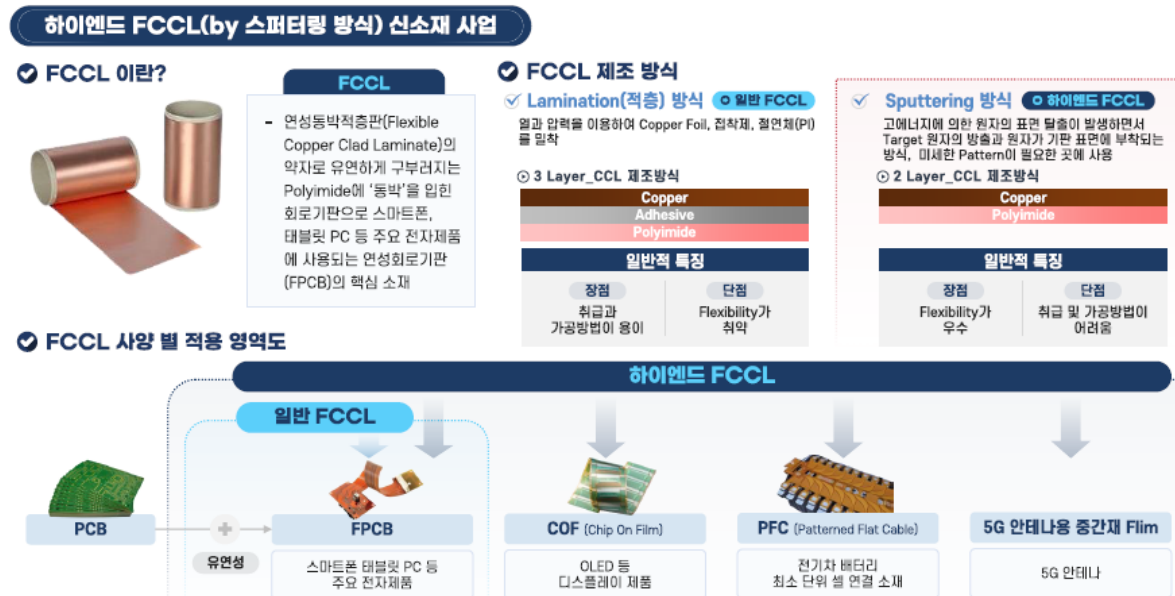 하이엔드 FCCL(by 스퍼터링 방식) 신소재 사업
FCCL 이란?
FCCL
- 연성동박적층판(Flexible
Copper Clad Laminate)의
약자로 유연하게 구부러지는
Polyimide에 ‘동박’을 입힌
회로기판으로 스마트폰,
태블릿 PC 등 주요 전자제품
에 사용되는 연성회로기판
(FPCB)의 핵심 소재
FCCL 제조 방식
Lamination(적층) 방식
일반 FCCL
열과 압력을 이용하여 Copper Foil, 접착제, 절연체(PI)
를 밀착
3 Layer_CCL 제조방식
Copper
Adhesive
Polyimide
일반적 특징
장점
취급과
가공방법이 용이
단점
Flexibility가
취약
Sputtering 방식
하이엔드 FCCL
고에너지에 의한 원자의 표면 탈출이 발생하면서
Target 원자의 방출과 원자가 기판 표면에 부착되는
방식, 미세한 Pattern이 필요한 곳에 사용
2 Layer_CCL 제조방식
Copper
Polyimide
일반적 특징
장점
Flexibility가
우수
단점
취급 및 가공방법이
어려움
FCCL 사양 별 적용 영역도
하이엔드 FCCL
일반 FCCL
PCB
유연성
FPCB
스마트폰 태블릿 PC 등
주요 전자제품
COF (Chip On Film)
OLED 등
디스플레이 제품
PFC (Patterned Flat Cable)
전기차 배터리
최소 단위 셀 연결 소재
5G 안테나용 중간재 Flim
5G 안테나